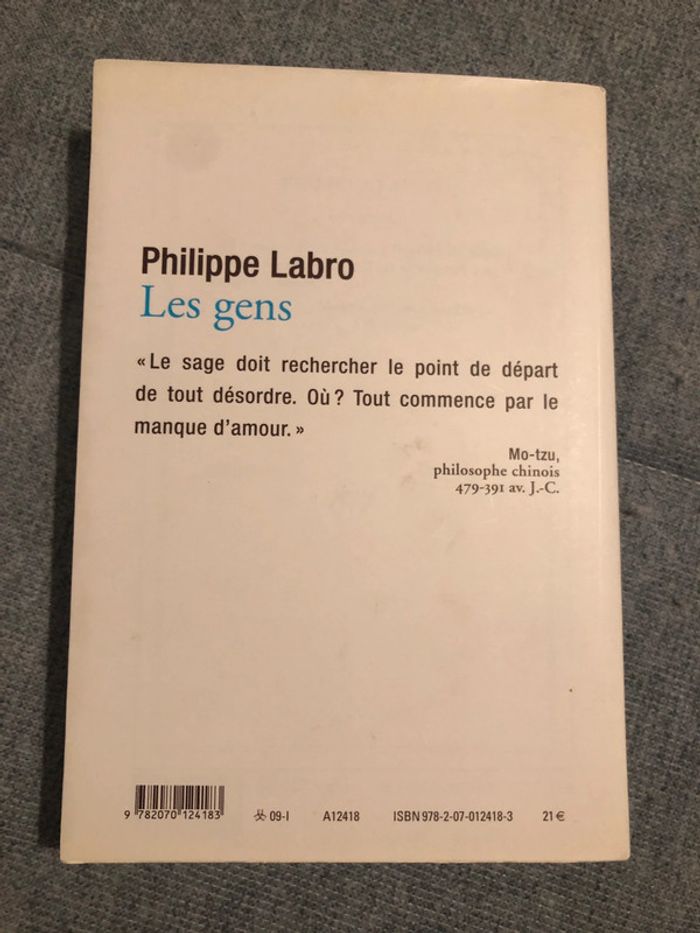 Philippe Labro
Les gens
« Le sage doit rechercher le point de départ
de tout désordre. Où ? Tout commence par le
manque d'amour. »
Mo-tzu,
philosophe chinois
479-391 av. J.-C.
9 782070 124183
09-I A12418 ISBN 978-2-07-012418-3 21 €